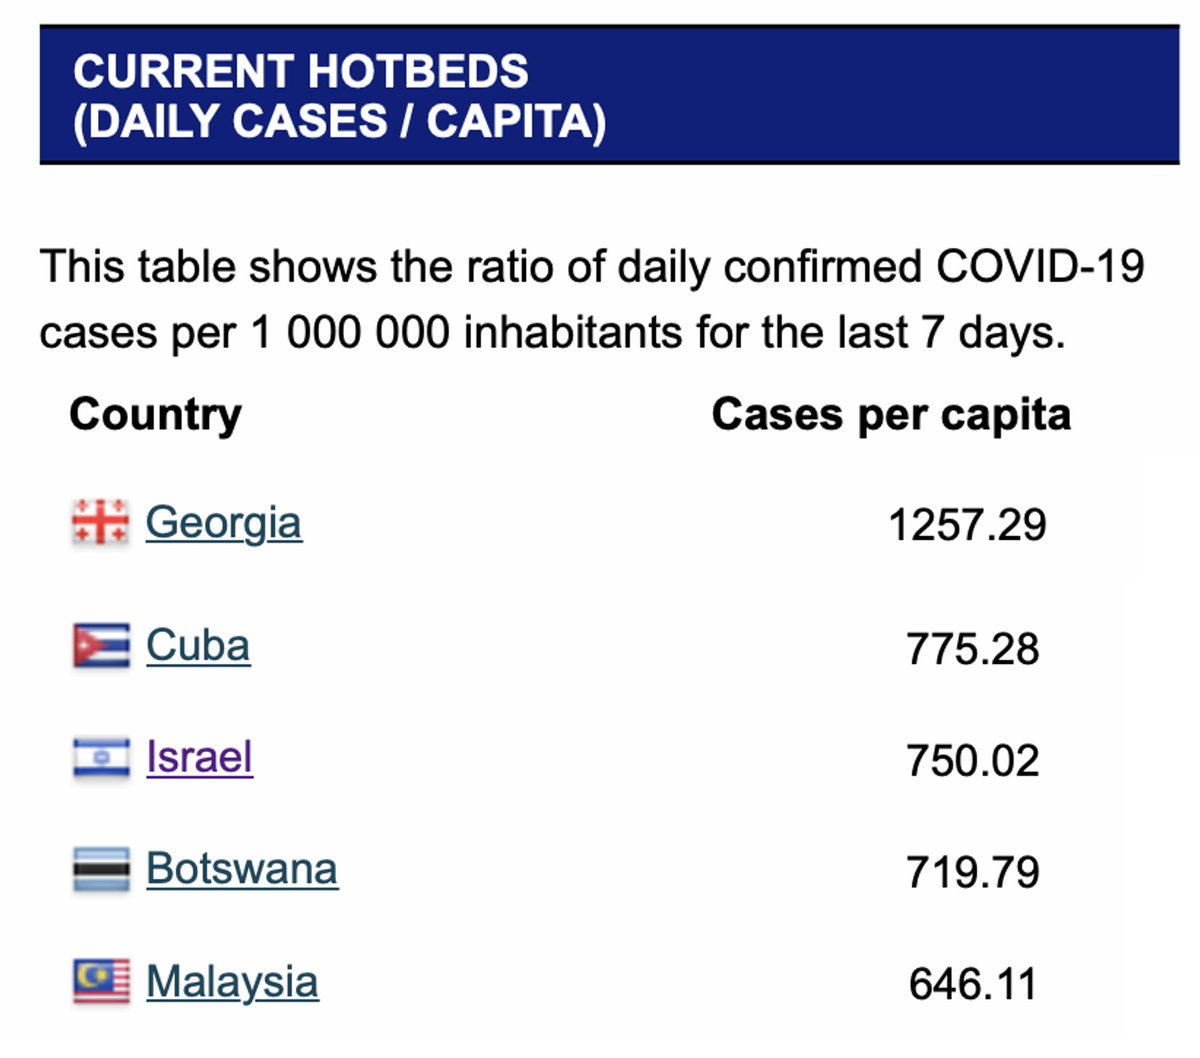 CURRENT HOTBEDS
(DAILY CASES / CAPITA)
This table shows the ratio of daily confirmed COVID-19
cases per 1 000 000 inhabitants for the last 7 days.
Country Cases per capita
Georgia 1257.29
Cuba 775.28
Israel 750.02
Botswana 719.79
Malaysia 646.11